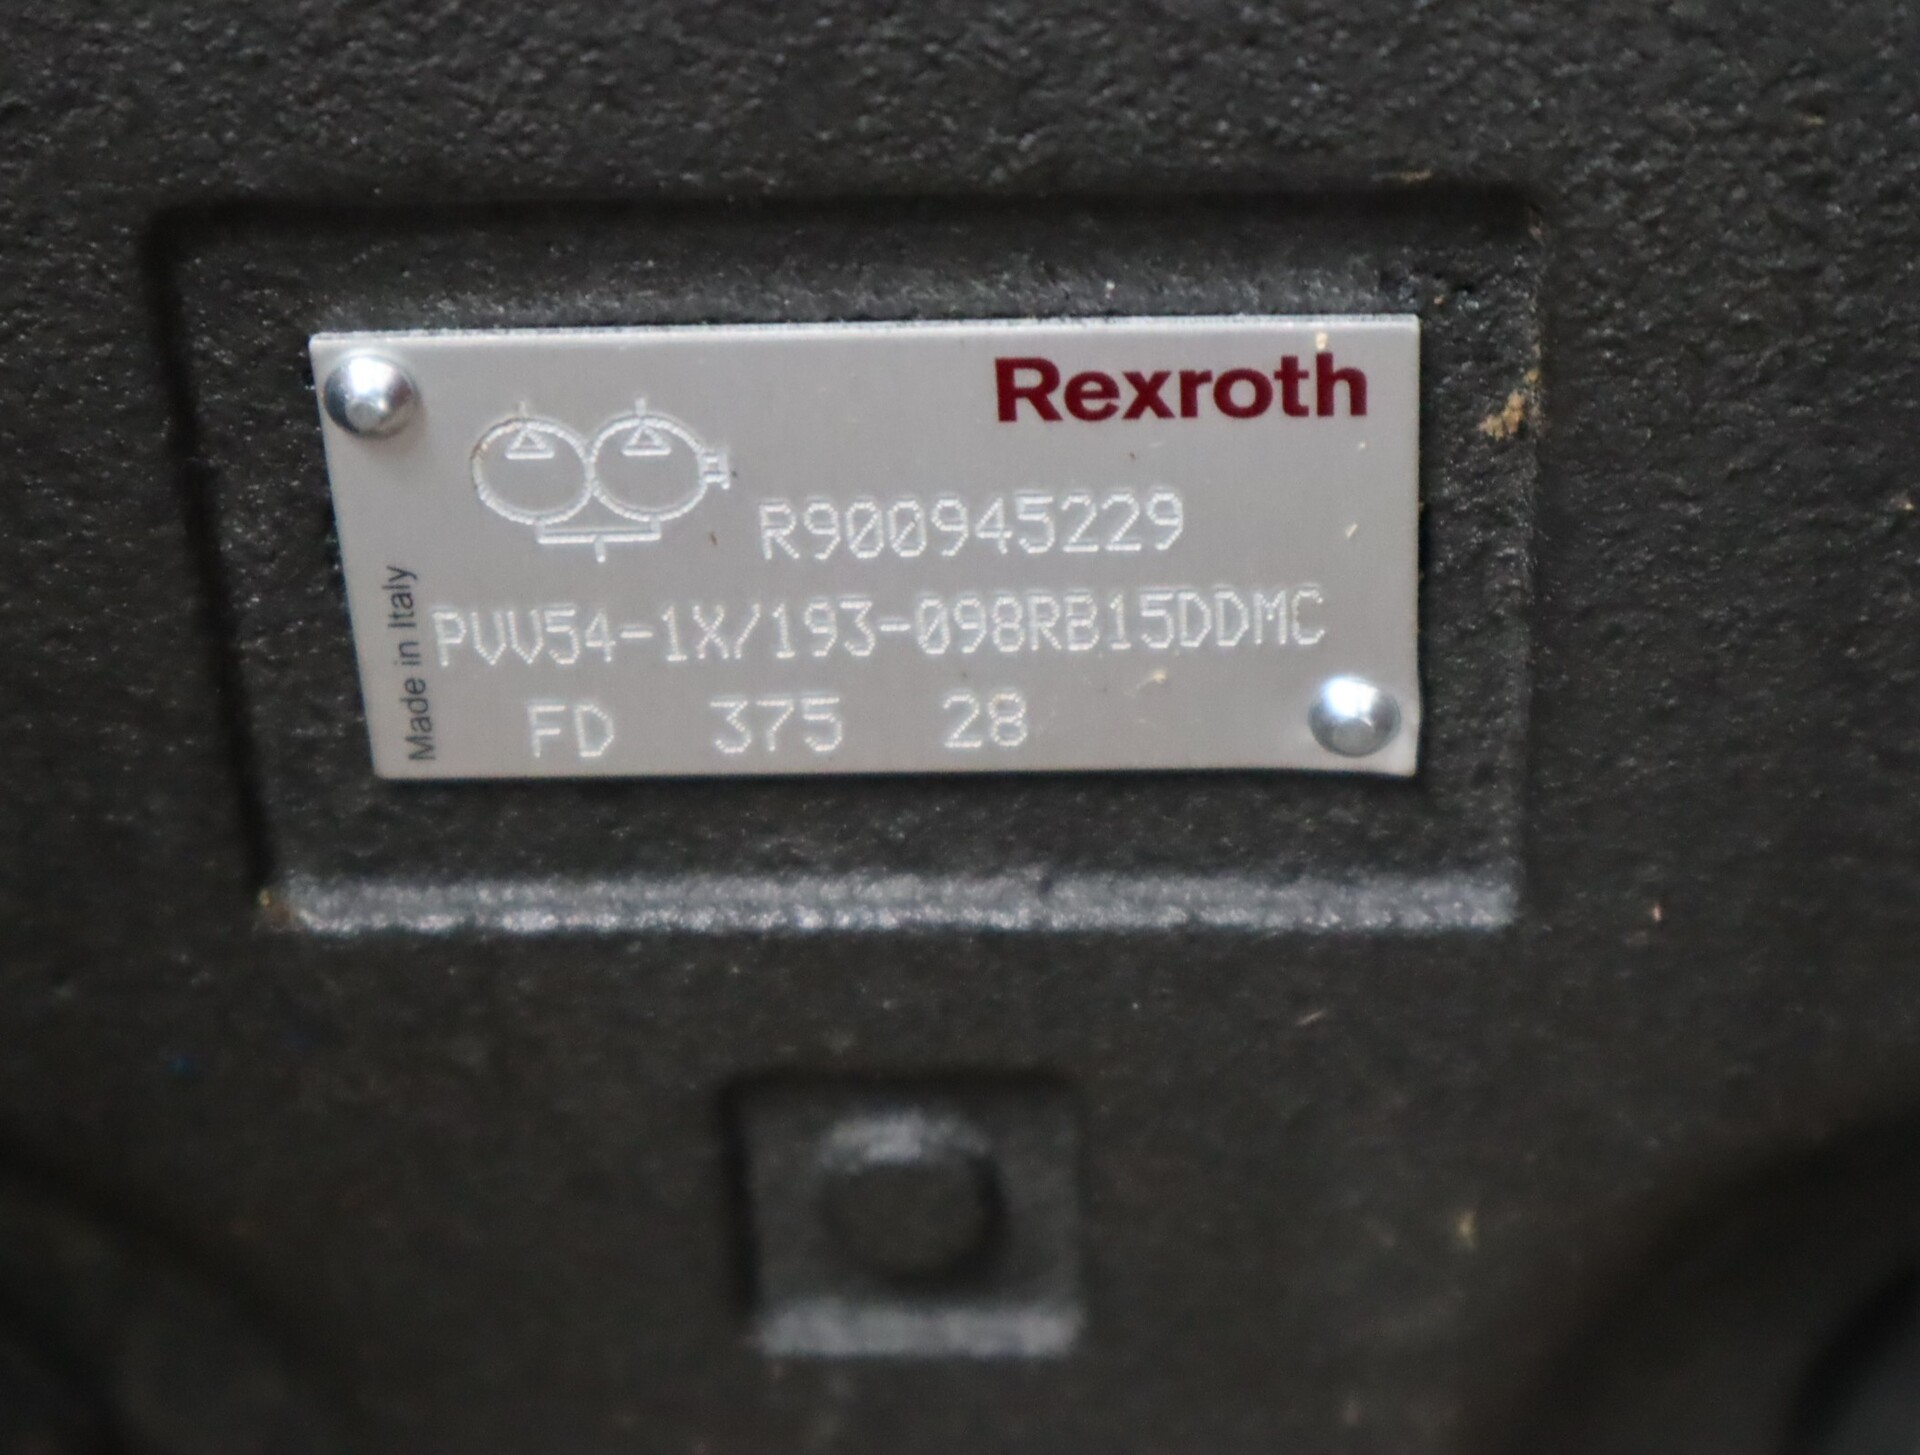 Rexroth
R900945229
PVV54-1X/193-098RB15DDMC
FD 375 28
Made in Italy